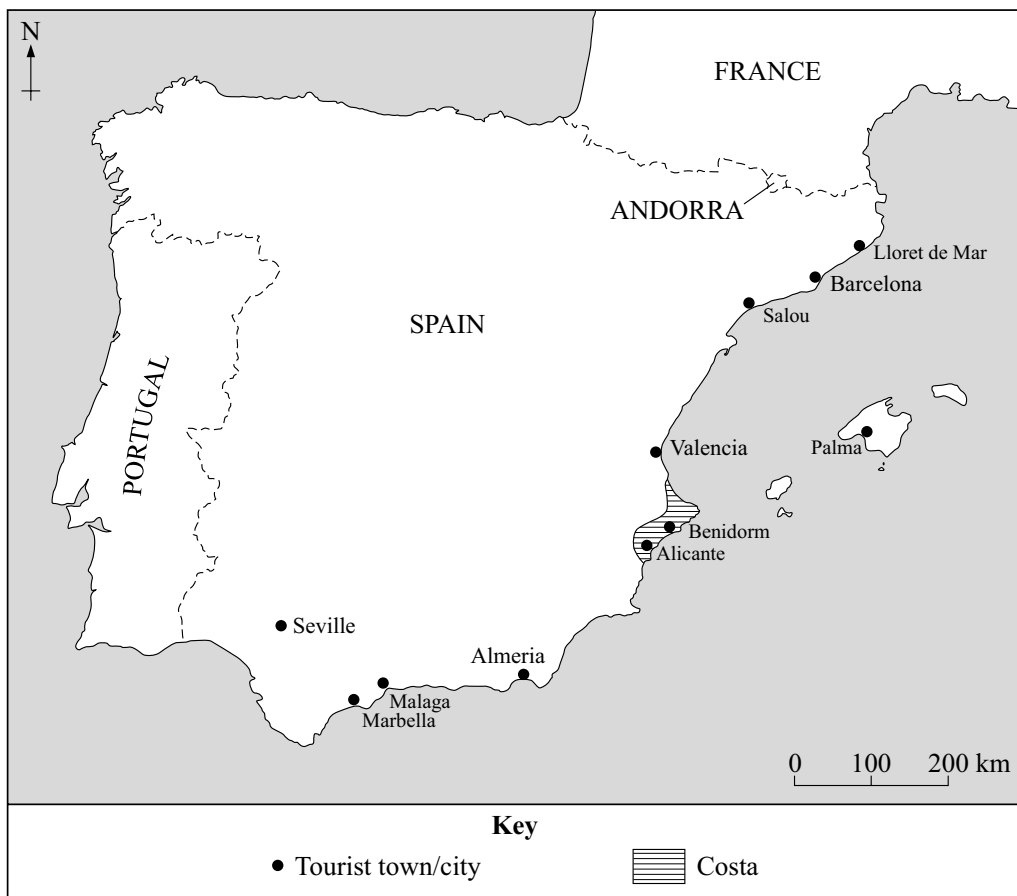 N
FRANCE
ANDORRA
Lloret de Mar
Barcelona
Salou
SPAIN
PORTUGAL
Valencia
Palma
Benidorm
Alicante
Seville
Almeria
Malaga
Marbella
0 100 200 km
Key
Tourist town/city
Costa